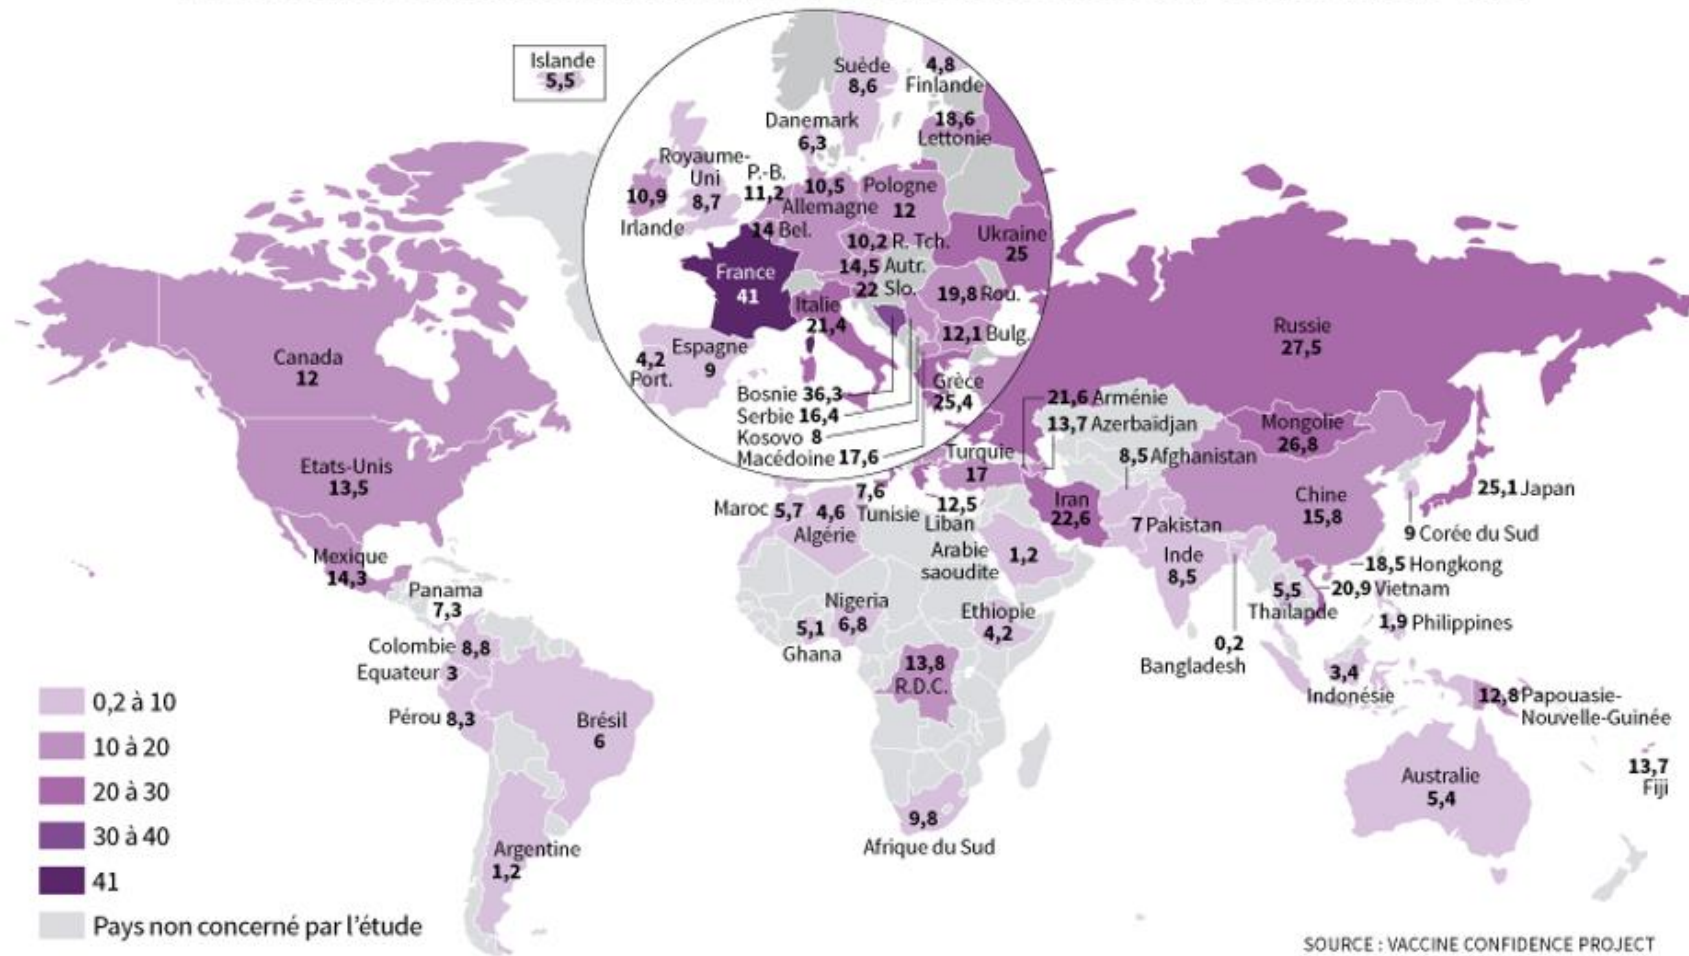 Islande
5,5
Suède
8,6
4,8
Finlande
Danemark
6,3
18,6
Lettonie
Royaume-
Uni
8,7
P.-B.
11,2
10,9
Irlande
10,5
Allemagne
Pologne
12
14 Bel.
10,2 R. Tch.
Ukraine
25
14,5 Autr.
22 Slo.
France
41
Italie
21,4
19,8 Rou.
12,1 Bulg.
4,2
Port.
Espagne
9
Grèce
25,4
Bosnie 36,3
Serbie 16,4
Kosovo 8
Macédoine 17,6
Canada
12
Etats-Unis
13,5
Mexique
14,3
Panama
7,3
Colombie 8,8
Equateur 3
Pérou 8,3
Brésil
6
Argentine
1,2
Russie
27,5
21,6 Arménie
13,7 Azerbaïdjan
8,5 Afghanistan
Mongolie
26,8
Turquie
17
Iran
22,6
Chine
15,8
25,1 Japan
9 Corée du Sud
Maroc 5,7
4,6
Algérie
7,6
Tunisie
12,5
Liban
Arabie
saoudite
1,2
7 Pakistan
Inde
8,5
18,5 Hongkong
20,9 Vietnam
5,5
Thaïlande
1,9 Philippines
0,2
Bangladesh
Nigeria
6,8
5,1
Ghana
Ethiopie
4,2
13,8
R.D.C.
3,4
Indonésie
12,8 Papouasie-
Nouvelle-Guinée
9,8
Afrique du Sud
Australie
5,4
13,7
Fiji
0,2 à 10
10 à 20
20 à 30
30 à 40
41
Pays non concerné par l’étude
SOURCE : VACCINE CONFIDENCE PROJECT